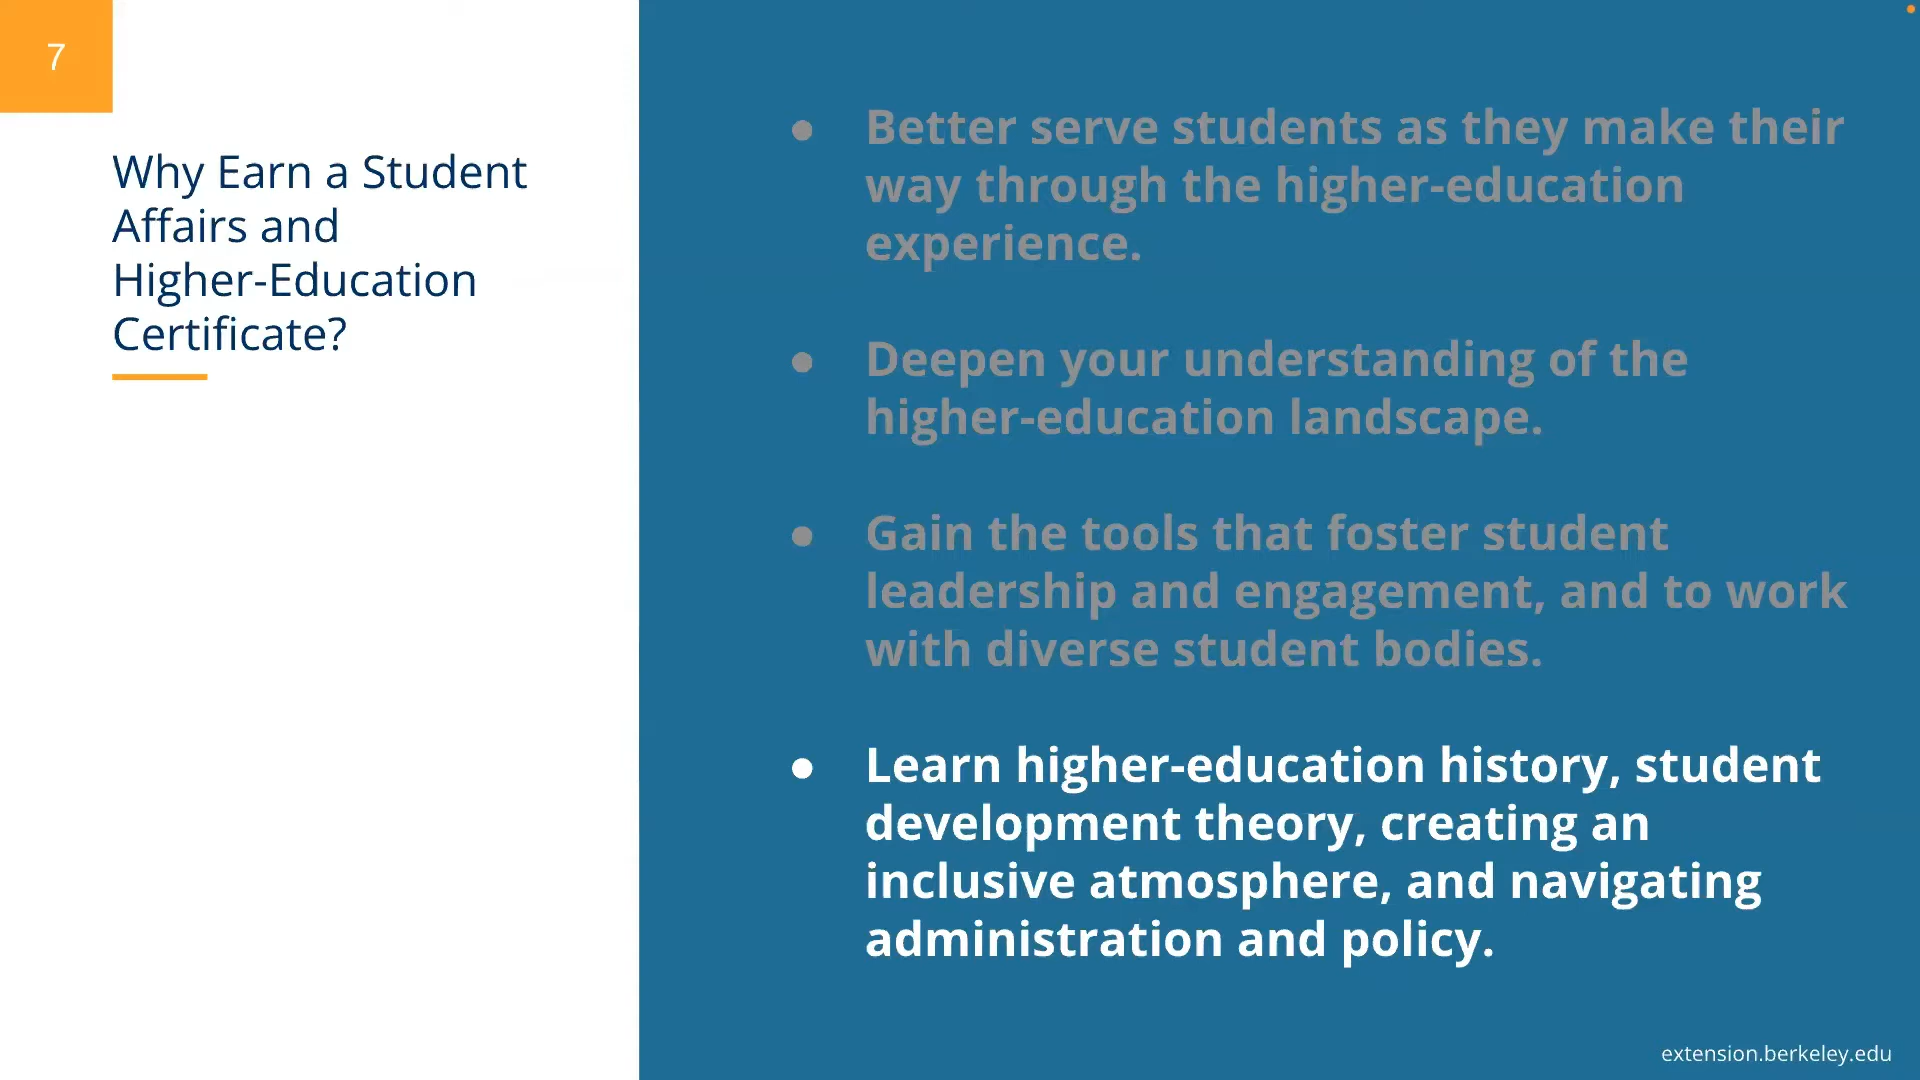 7
Why Earn a Student
Affairs and
Higher-Education
Certificate?
● Better serve students as they make their
way through the higher-education
experience.
● Deepen your understanding of the
higher-education landscape.
● Gain the tools that foster student
leadership and engagement, and to work
with diverse student bodies.
● Learn higher-education history, student
development theory, creating an
inclusive atmosphere, and navigating
administration and policy.
extension.berkeley.edu